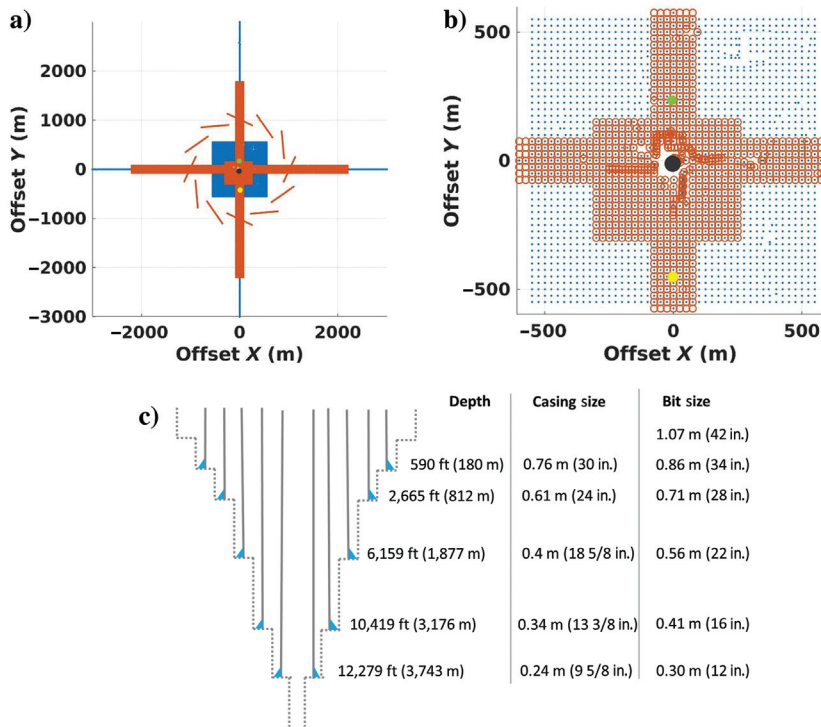 a)
2000
1000
0
−1000
−2000
−3000
Offset Y (m)
−2000
0
2000
Offset X (m)
b)
500
0
−500
Offset Y (m)
−500
0
500
Offset X (m)
c)
Depth Casing size Bit size
1.07 m (42 in.)
590 ft (180 m) 0.76 m (30 in.) 0.86 m (34 in.)
2,665 ft (812 m) 0.61 m (24 in.) 0.71 m (28 in.)
6,159 ft (1,877 m) 0.4 m (18 5/8 in.) 0.56 m (22 in.)
10,419 ft (3,176 m) 0.34 m (13 3/8 in.) 0.41 m (16 in.)
12,279 ft (3,743 m) 0.24 m (9 5/8 in.) 0.30 m (12 in.)